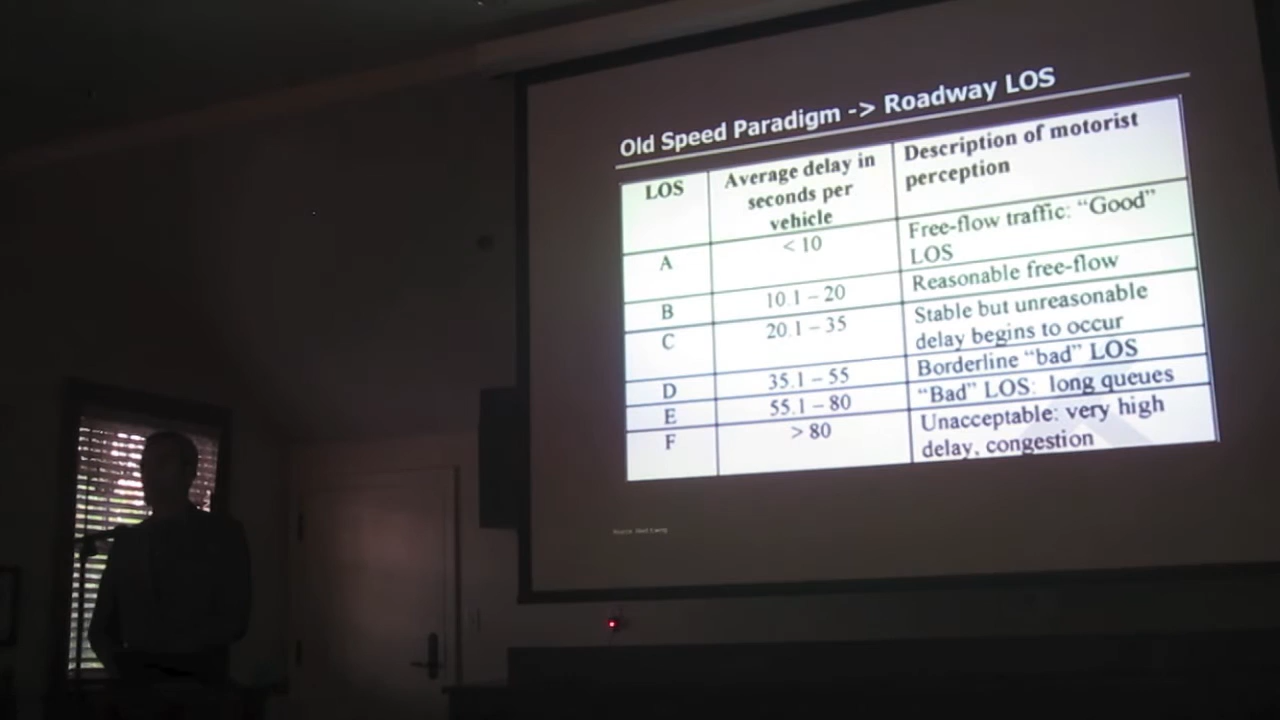 Old Speed Paradigm -> Roadway LOS
LOS
Average delay in
seconds per
vehicle
Description of motorist
perception
A
< 10
Free-flow traffic: “Good”
LOS
B
10.1 – 20
Reasonable free-flow
C
20.1 – 35
Stable but unreasonable
delay begins to occur
D
35.1 – 55
Borderline “bad” LOS
E
55.1 – 80
“Bad” LOS: long queues
F
> 80
Unacceptable: very high
delay, congestion